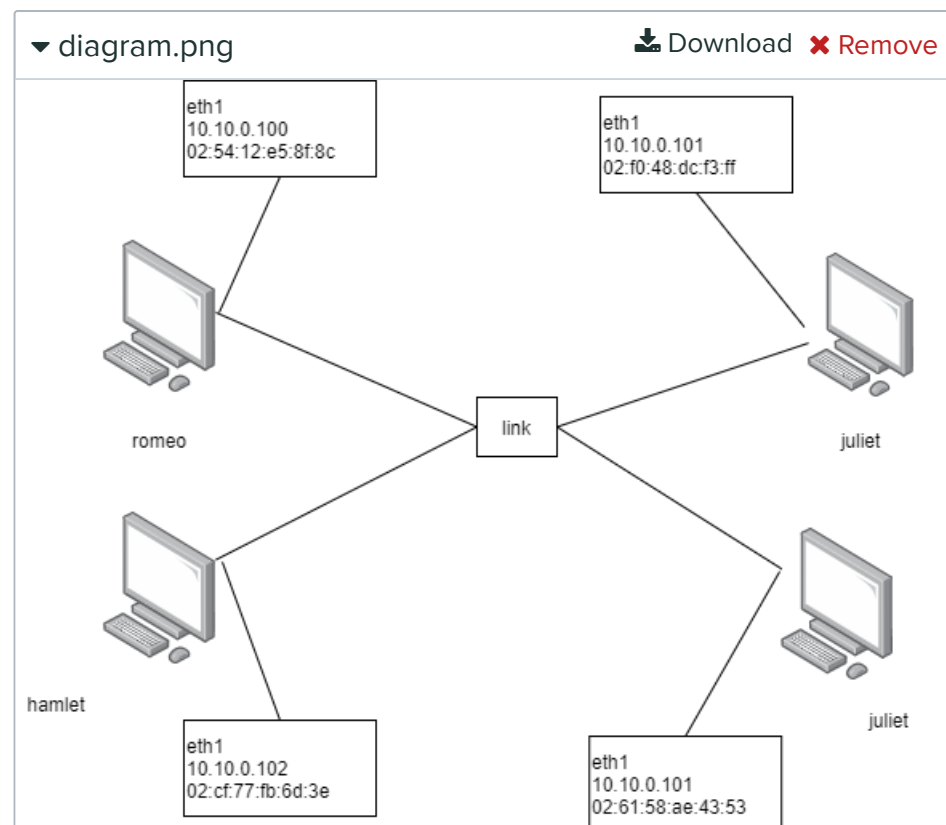 diagram.png
Download
Remove
eth1
10.10.0.100
02:54:12:e5:8f:8c
eth1
10.10.0.101
02:f0:48:dc:f3:ff
romeo
link
juliet
hamlet
juliet
eth1
10.10.0.102
02:cf:77:fb:6d:3e
eth1
10.10.0.101
02:61:58:ae:43:53